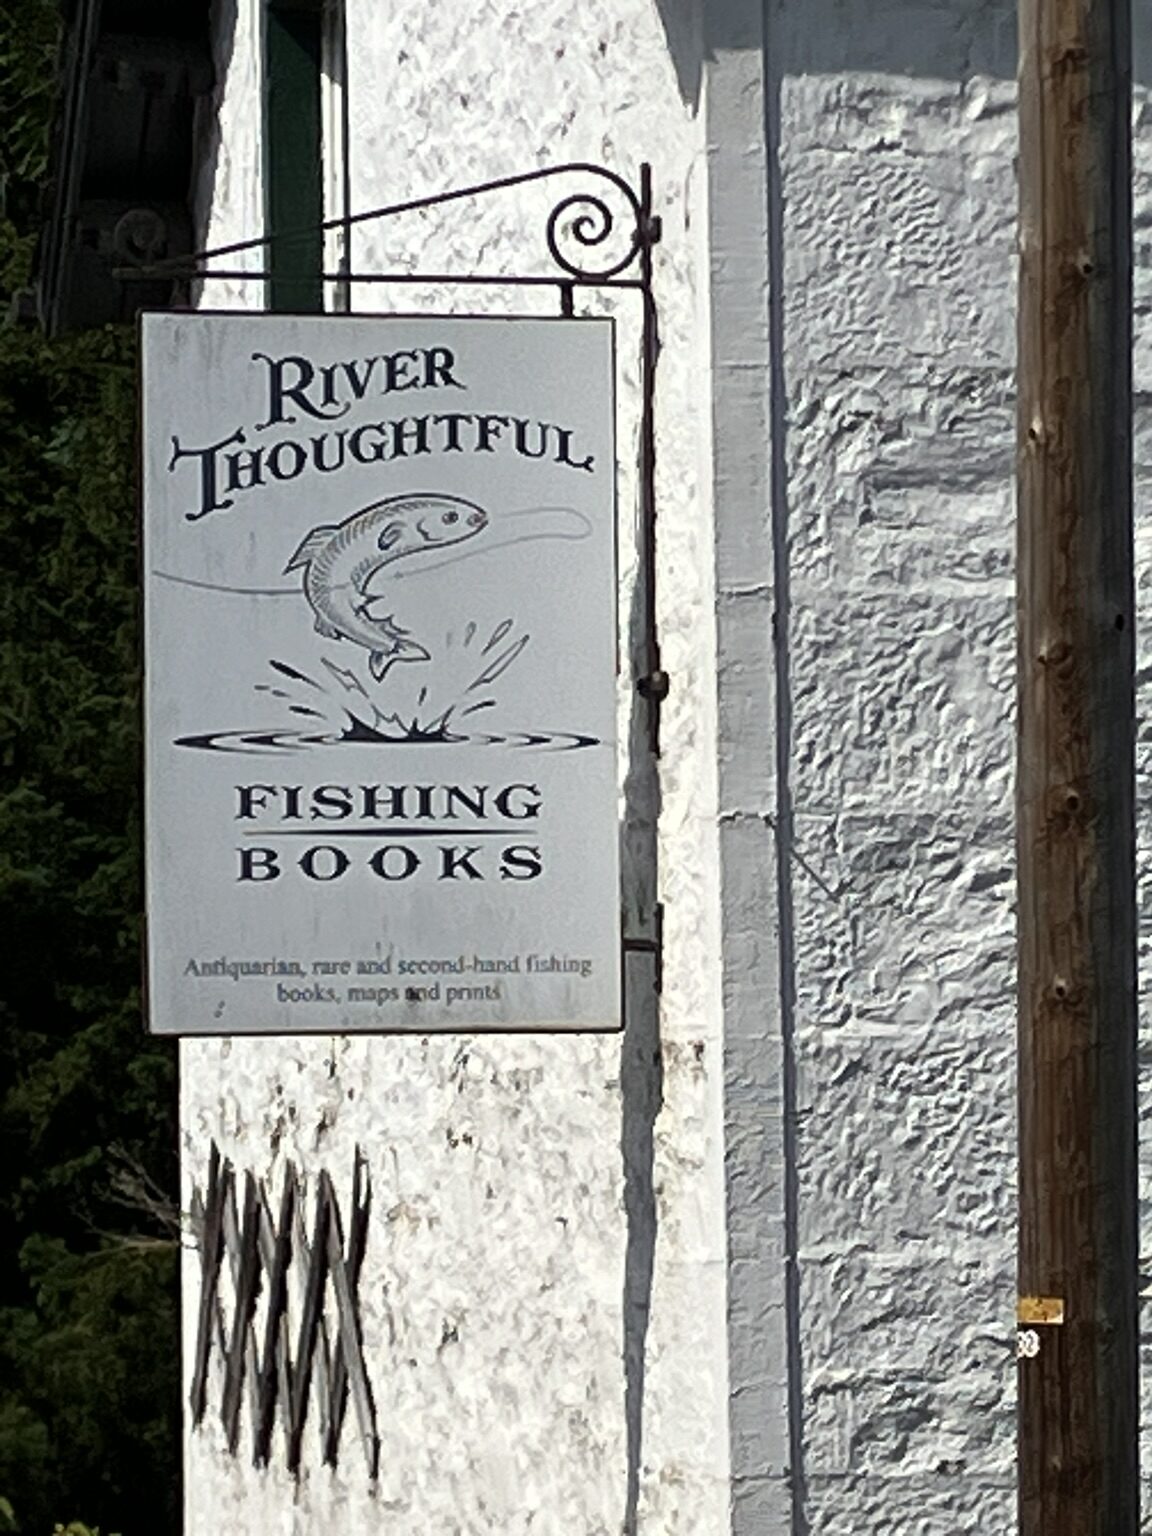 RIVER
THOUGHTFUL
FISHING
BOOKS
Antiquarian, rare and second-hand fishing
books, maps and prints